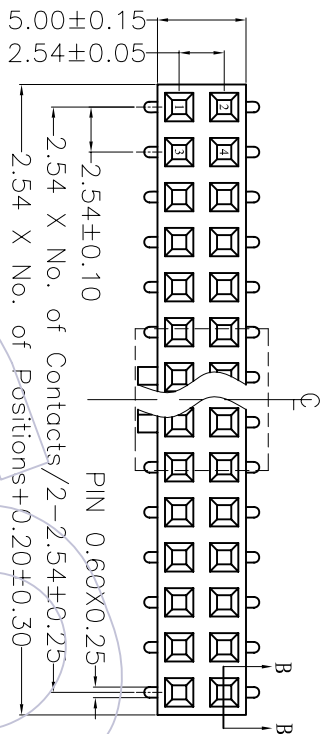 5.00±0.15
2.54±0.05
1
2
3
4
C
2.54±0.10
2.54 X No. of Contacts/2-2.54±0.25
2.54 X No. of Positions+0.20±0.30
PIN 0.60X0.25
B
B